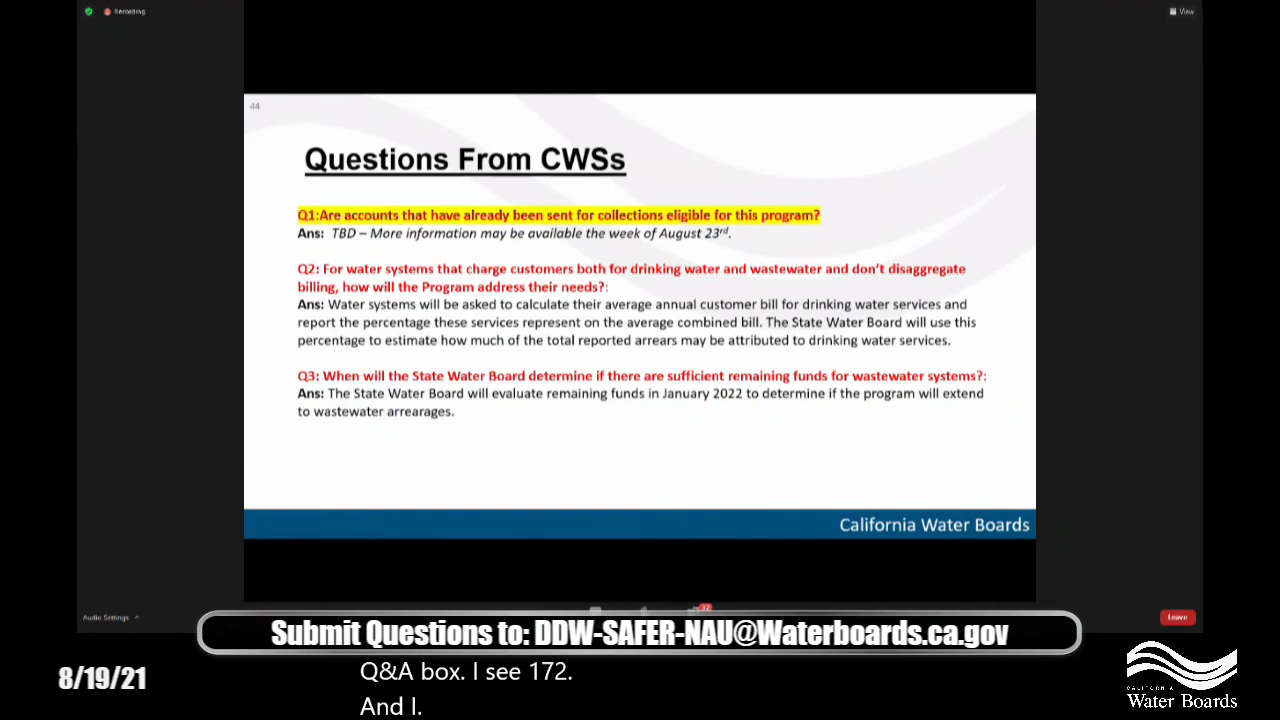 Recording
View
44
Questions From CWSs
Q1:Are accounts that have already been sent for collections eligible for this program?
Ans: TBD – More information may be available the week of August 23rd.
Q2: For water systems that charge customers both for drinking water and wastewater and don't disaggregate
billing, how will the Program address their needs?:
Ans: Water systems will be asked to calculate their average annual customer bill for drinking water services and
report the percentage these services represent on the average combined bill. The State Water Board will use this
percentage to estimate how much of the total reported arrears may be attributed to drinking water services.
Q3: When will the State Water Board determine if there are sufficient remaining funds for wastewater systems?:
Ans: The State Water Board will evaluate remaining funds in January 2022 to determine if the program will extend
to wastewater arrearages.
California Water Boards
32
Audio Settings
Leave
Submit Questions to: DDW-SAFER-NAU@Waterboards.ca.gov
8/19/21
Q&A box. I see 172.
And I.
CALIFORNIA
Water Boards